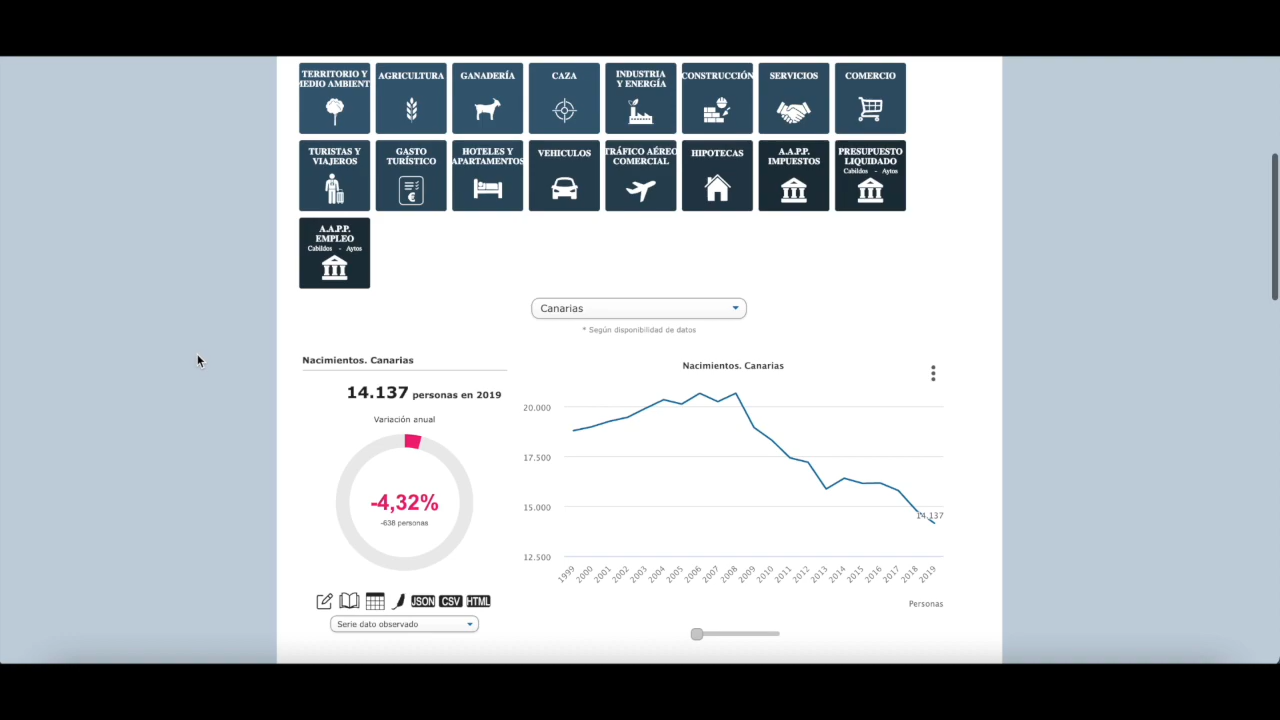 TERRITORIO Y
MEDIO AMBIENT
AGRICULTURA
GANADERÍA
CAZA
INDUSTRIA
Y ENERGÍA
CONSTRUCCIÓN
SERVICIOS
COMERCIO
TURISTAS Y
VIAJEROS
GASTO
TURÍSTICO
HOTELES Y
APARTAMENTOS
VEHICULOS
TRÁFICO AÉREO
COMERCIAL
HIPOTECAS
A.A.P.P.
IMPUESTOS
PRESUPUESTO
LIQUIDADO
Cabildos - Aytos
A.A.P.P.
EMPLEO
Cabildos - Aytos
Canarias
* Según disponibilidad de datos
Nacimientos. Canarias
14.137 personas en 2019
Variación anual
-4,32%
-638 personas
JSON CSV HTML
Serie dato observado
Nacimientos. Canarias
20.000
17.500
15.000
12.500
14.137
1999 2000 2001 2002 2003 2004 2005 2006 2007 2008 2009 2010 2011 2012 2013 2014 2015 2016 2017 2018 2019
Personas